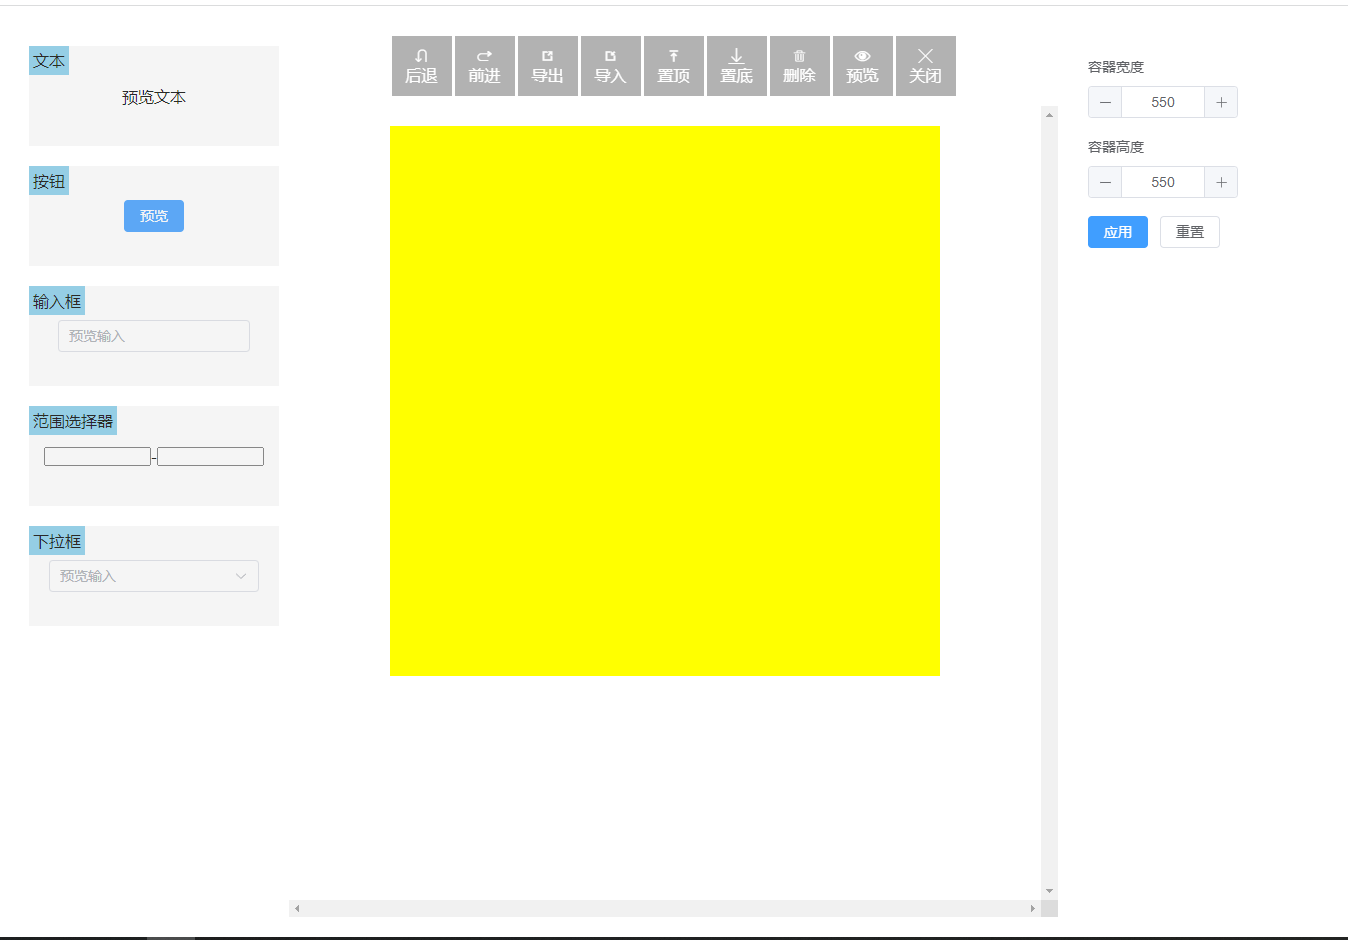 文本
预览文本
按钮
预览
输入框
预览输入
范围选择器
-
下拉框
预览输入
后退 前进 导出 导入 置顶 置底 删除 预览 关闭
容器宽度
550
容器高度
550
应用 重置